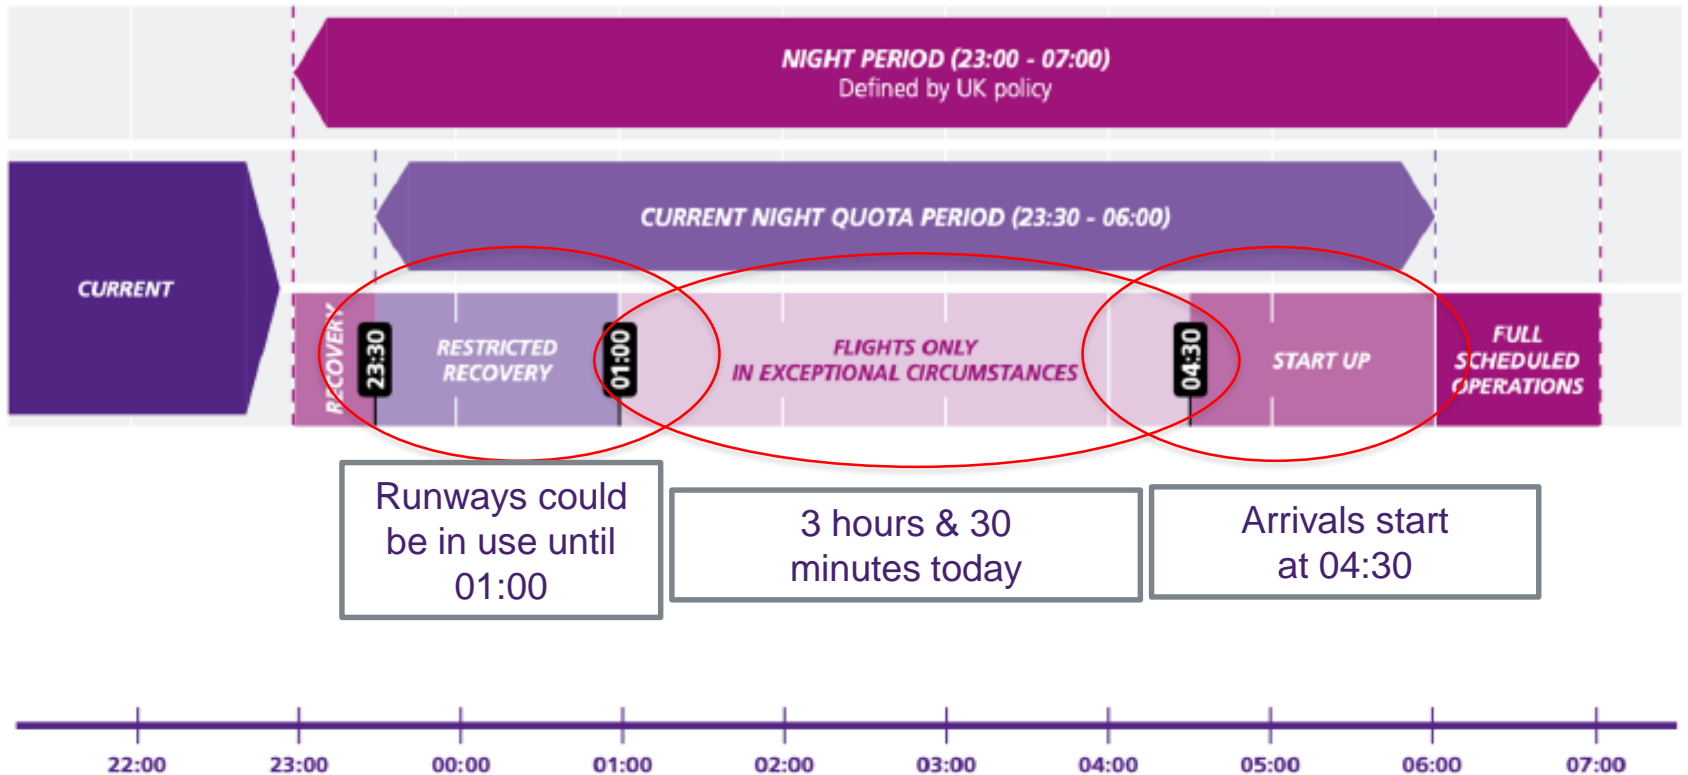 NIGHT PERIOD (23:00 - 07:00)
Defined by UK policy
CURRENT NIGHT QUOTA PERIOD (23:30 - 06:00)
CURRENT
RECOVERY
23:30
RESTRICTED
RECOVERY
01:00
FLIGHTS ONLY
IN EXCEPTIONAL CIRCUMSTANCES
04:30
START UP
FULL
SCHEDULED
OPERATIONS
Runways could
be in use until
01:00
3 hours & 30
minutes today
Arrivals start
at 04:30
22:00
23:00
00:00
01:00
02:00
03:00
04:00
05:00
06:00
07:00